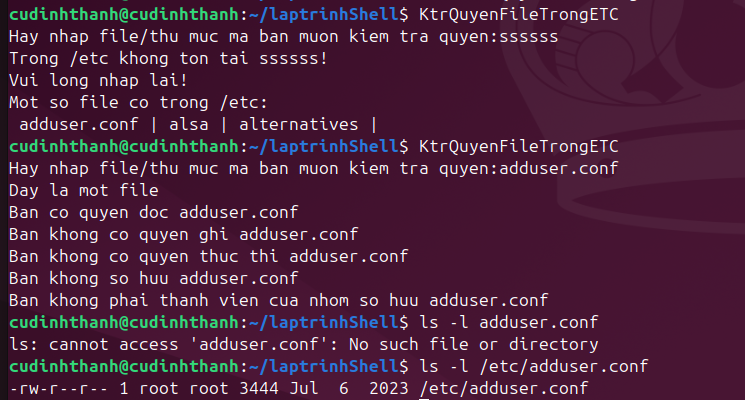 cudinhthanh@cudinhthanh:~/laptrinhShell$ KtrQuyenFileTrongETC
Hay nhap file/thu muc ma ban muon kiem tra quyen:ssssss
Trong /etc khong ton tai ssssss!
Vui long nhap lai!
Mot so file co trong /etc:
 adduser.conf | alsa | alternatives |
cudinhthanh@cudinhthanh:~/laptrinhShell$ KtrQuyenFileTrongETC
Hay nhap file/thu muc ma ban muon kiem tra quyen:adduser.conf
Day la mot file
Ban co quyen doc adduser.conf
Ban khong co quyen ghi adduser.conf
Ban khong co quyen thuc thi adduser.conf
Ban khong so huu adduser.conf
Ban khong phai thanh vien cua nhom so huu adduser.conf
cudinhthanh@cudinhthanh:~/laptrinhShell$ ls -l adduser.conf
ls: cannot access 'adduser.conf': No such file or directory
cudinhthanh@cudinhthanh:~/laptrinhShell$ ls -l /etc/adduser.conf
-rw-r--r-- 1 root root 3444 Jul  6  2023 /etc/adduser.conf